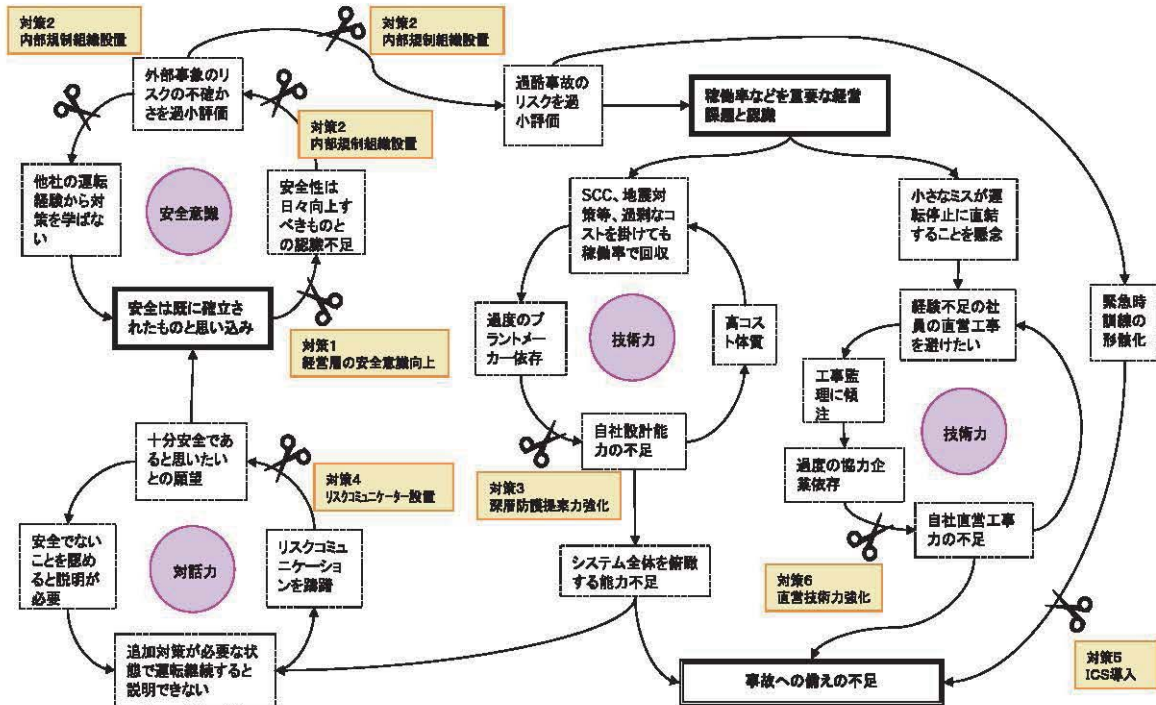 対策2
内部規制組織設置
対策2
内部規制組織設置
外部事象のリ
スクの不確か
さを過小評価
過酷事故の
リスクを過
小評価
稼働率などを重要な経営
課題と認識
対策2
内部規制組織設置
他社の運転
経験から対
策を学ばな
い
安全意識
安全性は
日々向上す
べきものと
の認識不足
SCC、地震対
策等、過剰なコ
ストを掛けても
稼働率で回収
小さなミスが運
転停止に直結
することを懸念
安全は既に確立さ
れたものと思い込み
対策1
経営層の安全意識向上
過度のプ
ラントメー
カー依存
技術力
高コス
ト体質
経験不足の社
員の直営工事
を避けたい
緊急時
訓練の
形骸化
工事監
理に傾
注
技術力
十分安全であ
ると思いたい
との願望
対策4
リスクコミュニケーター設置
対策3
深層防護提案力強化
自社設計能
力の不足
過度の協力企
業依存
自社直営工事
力の不足
安全でない
ことを認め
ると説明が
必要
対話力
リスクコミュ
ニケーショ
ンを躊躇
システム全体を俯瞰
する能力不足
対策6
直営技術力強化
追加対策が必要な状
態で運転継続すると
説明できない
事故への備えの不足
対策5
ICS導入